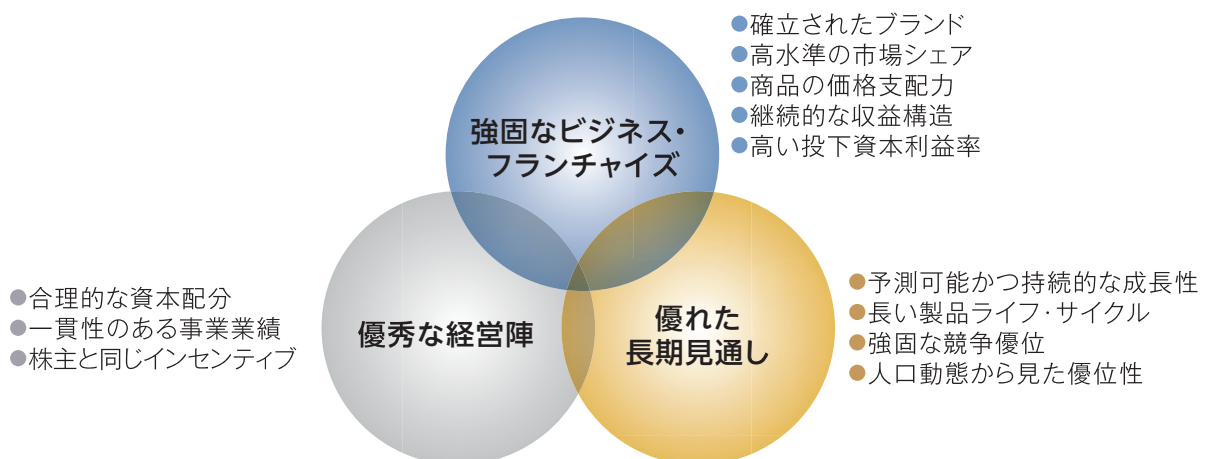 強固なビジネス・
フランチャイズ
●確立されたブランド
●高水準の市場シェア
●商品の価格支配力
●継続的な収益構造
●高い投下資本利益率
●合理的な資本配分
●一貫性のある事業業績
●株主と同じインセンティブ
優秀な経営陣
優れた
長期見通し
●予測可能かつ持続的な成長性
●長い製品ライフ・サイクル
●強固な競争優位
●人口動態から見た優位性